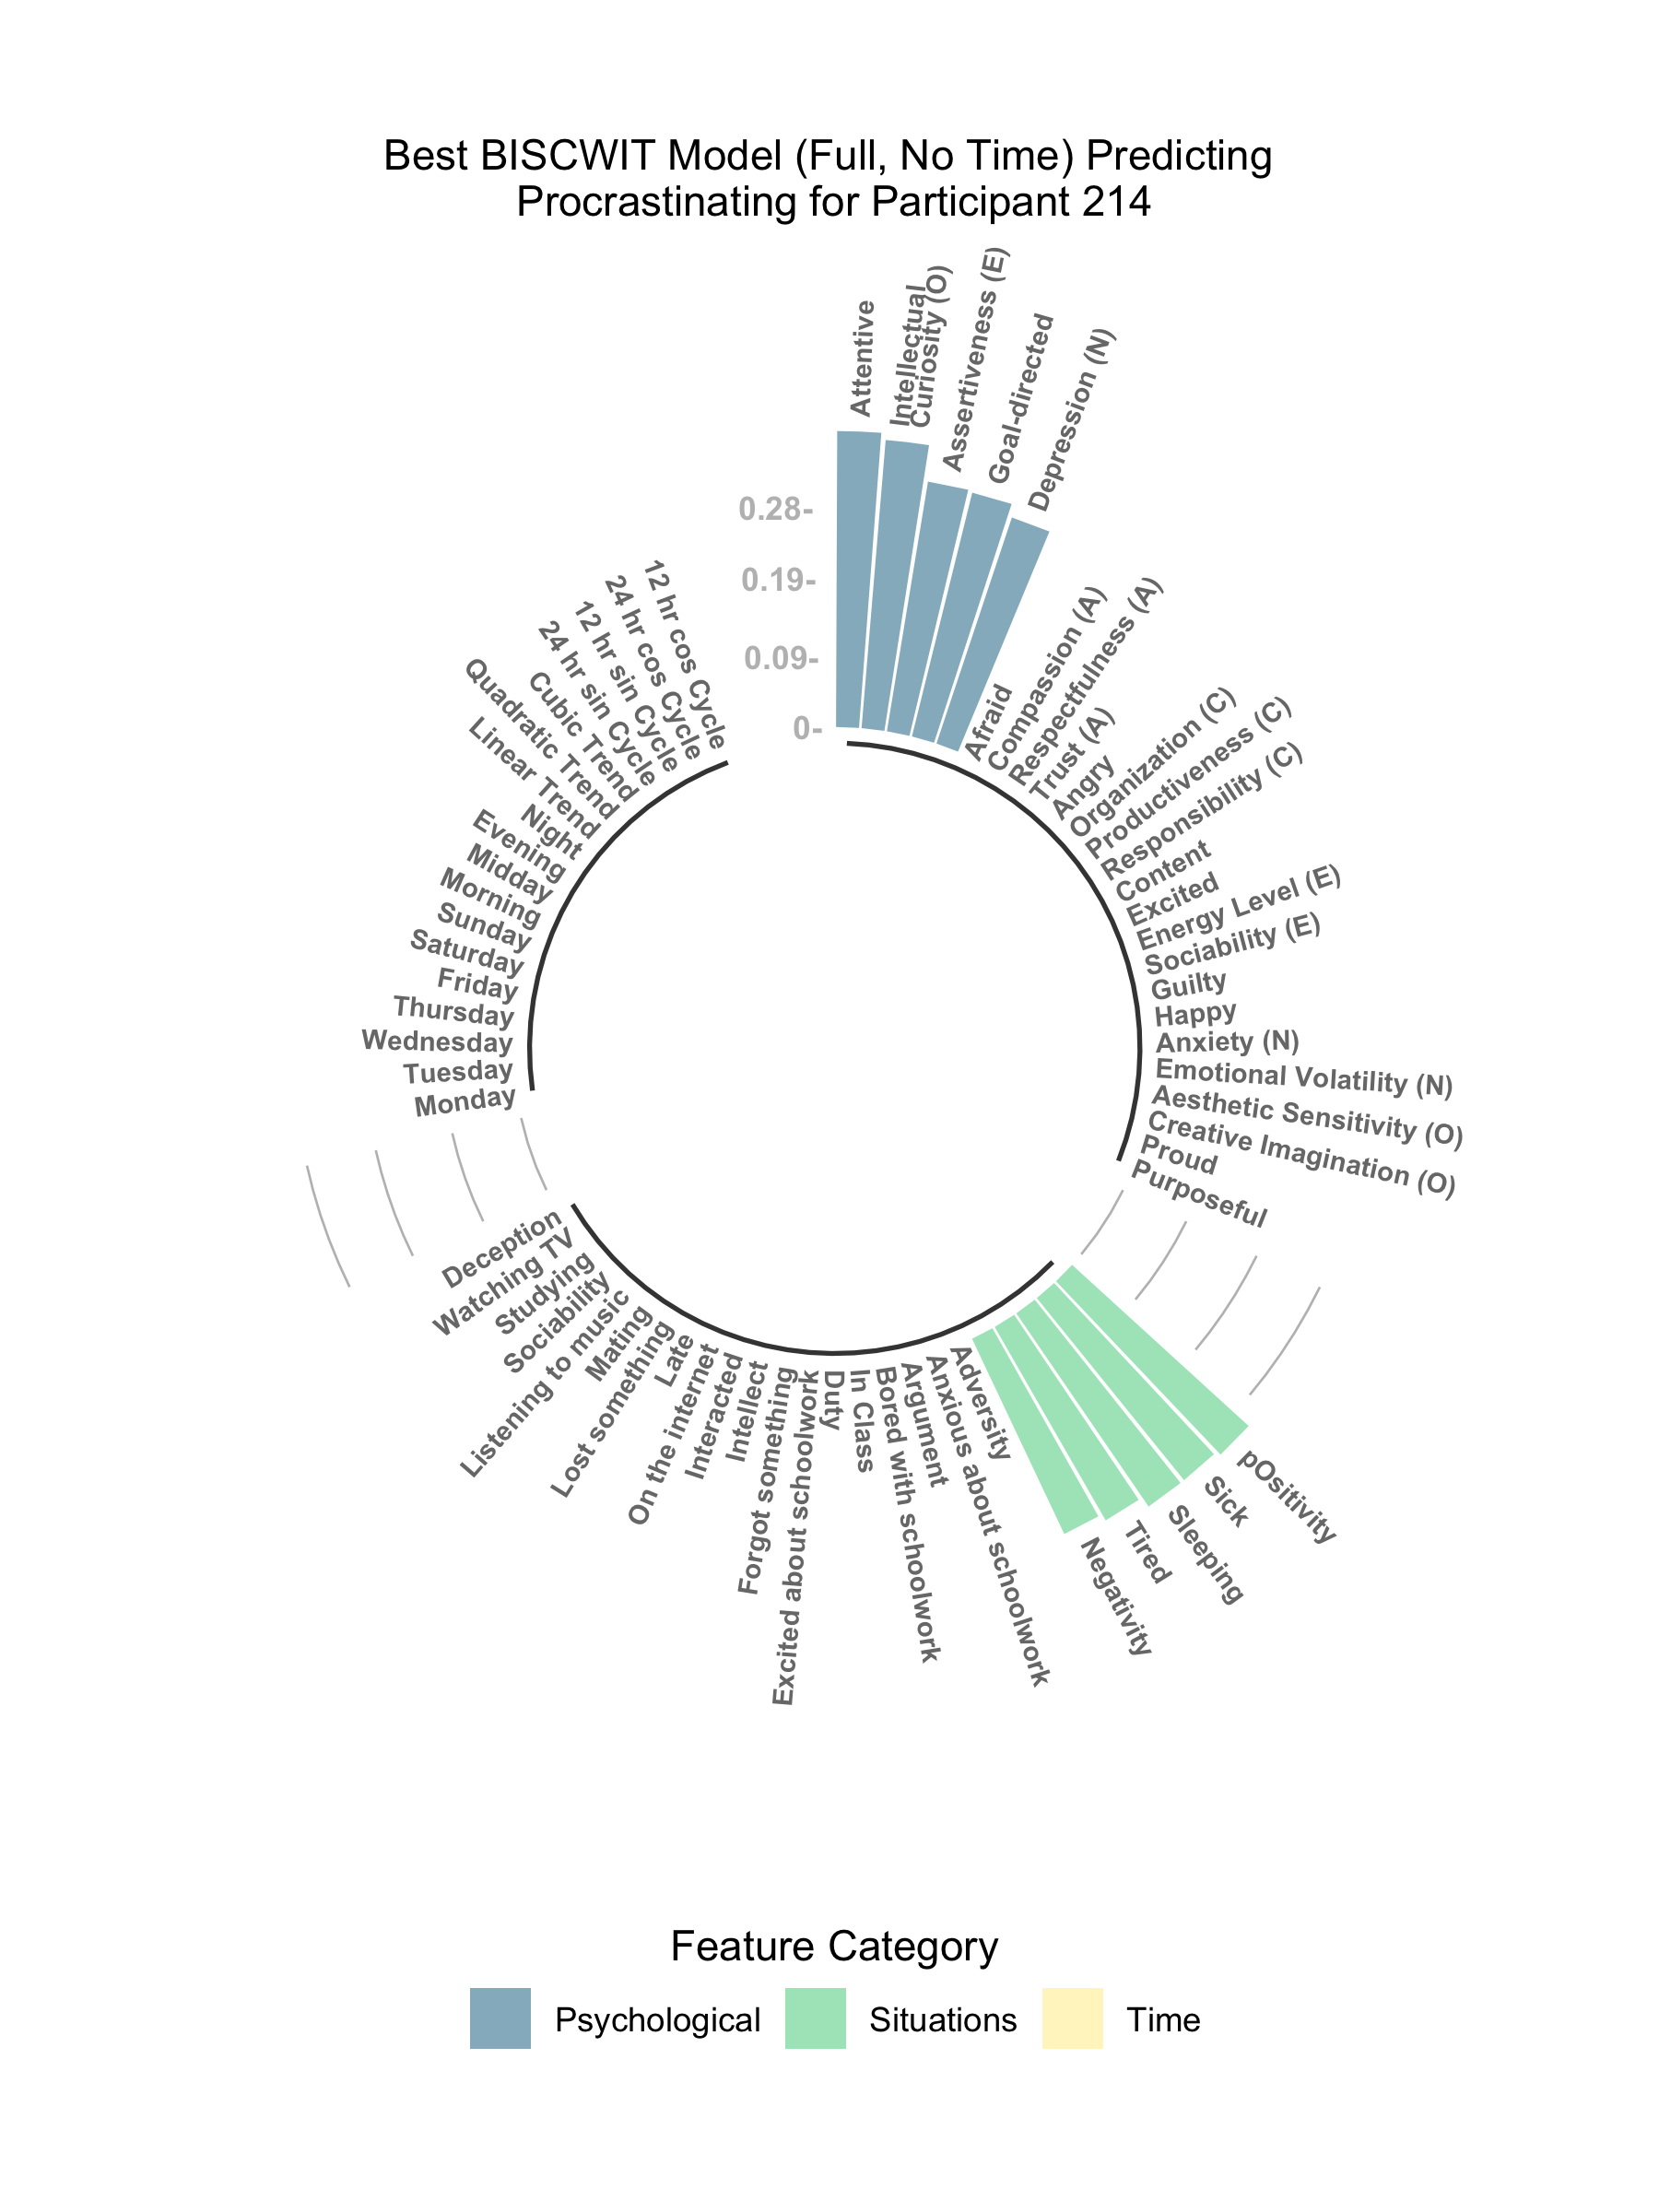 Best BISCWIT Model (Full, No Time) Predicting
Procrastinating for Participant 214
0.28-
0.19-
0.09-
0-
Attentive
Intellectual
Curiosity (O)
Assertiveness (E)
Goal-directed
Depression (N)
Afraid
Compassion (A)
Respectfulness (A)
Trust (A)
Angry
Organization (C)
Productiveness (C)
Responsibility (C)
Content
Excited
Energy Level (E)
Sociability (E)
Guilty
Happy
Anxiety (N)
Emotional Volatility (N)
Aesthetic Sensitivity (O)
Creative Imagination (O)
Proud
Purposeful
pOsitivity
Sick
Sleeping
Tired
Negativity
Adversity
Anxious about schoolwork
Argument
Bored with schoolwork
In Class
Duty
Excited about schoolwork
Forgot something
Intellect
Interacted
On the internet
Late
Lost something
Mating
Listening to music
Sociability
Studying
Watching TV
Deception
Monday
Tuesday
Wednesday
Thursday
Friday
Saturday
Sunday
Morning
Midday
Evening
Night
Linear Trend
Quadratic Trend
Cubic Trend
24 hr sin Cycle
12 hr sin Cycle
24 hr cos Cycle
12 hr cos Cycle
Feature Category
Psychological
Situations
Time